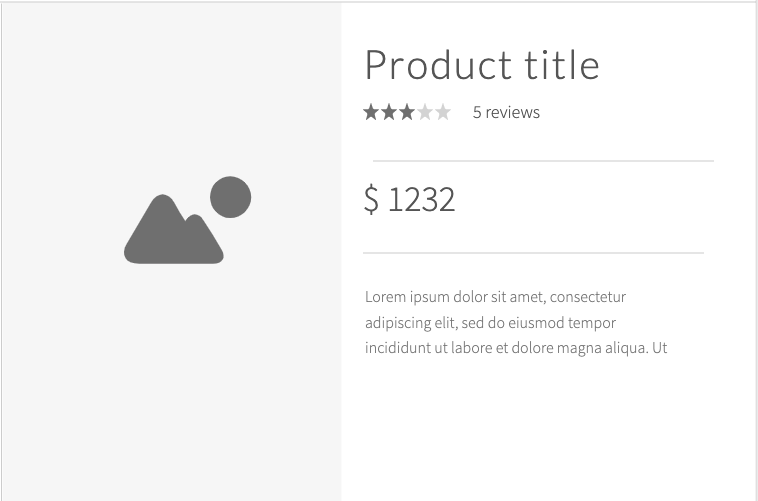 Product title
5 reviews
$ 1232
Lorem ipsum dolor sit amet, consectetur
adipiscing elit, sed do eiusmod tempor
incididunt ut labore et dolore magna aliqua. Ut